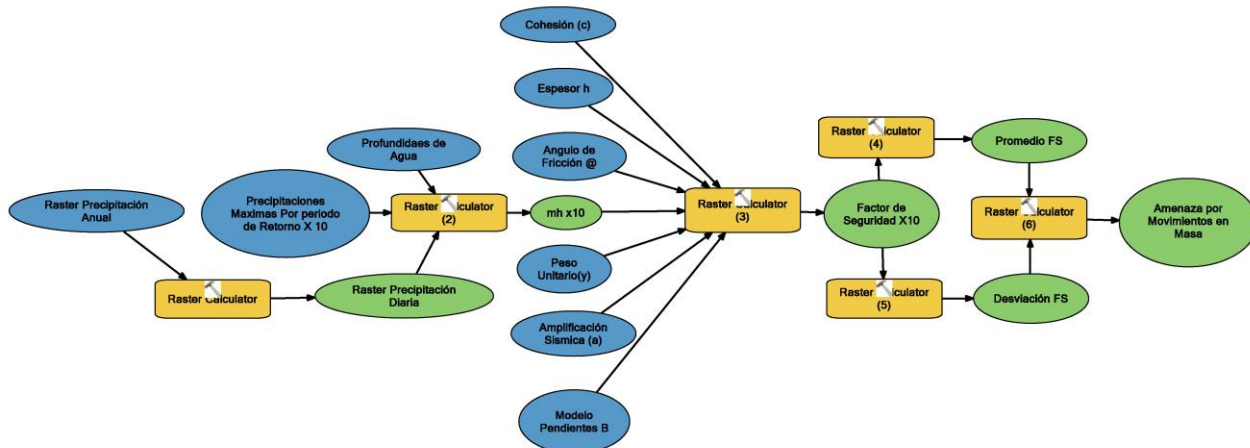 Cohesión (c)
Espesor h
Profundidaes de
Agua
Angulo de
Fricción @
Raster Precipitación
Anual
Precipitaciones
Maximas Por periodo
de Retorno X 10
Raster Calculator
(2)
mh x10
Raster Calculator
(3)
Raster Calculator
(4)
Promedio FS
Factor de
Seguridad X10
Raster Calculator
(6)
Amenaza por
Movimientos en
Masa
Peso
Unitario(y)
Raster Calculator
Raster Precipitación
Diaria
Raster Calculator
(5)
Desviación FS
Amplificación
Sismica (a)
Modelo
Pendientes B